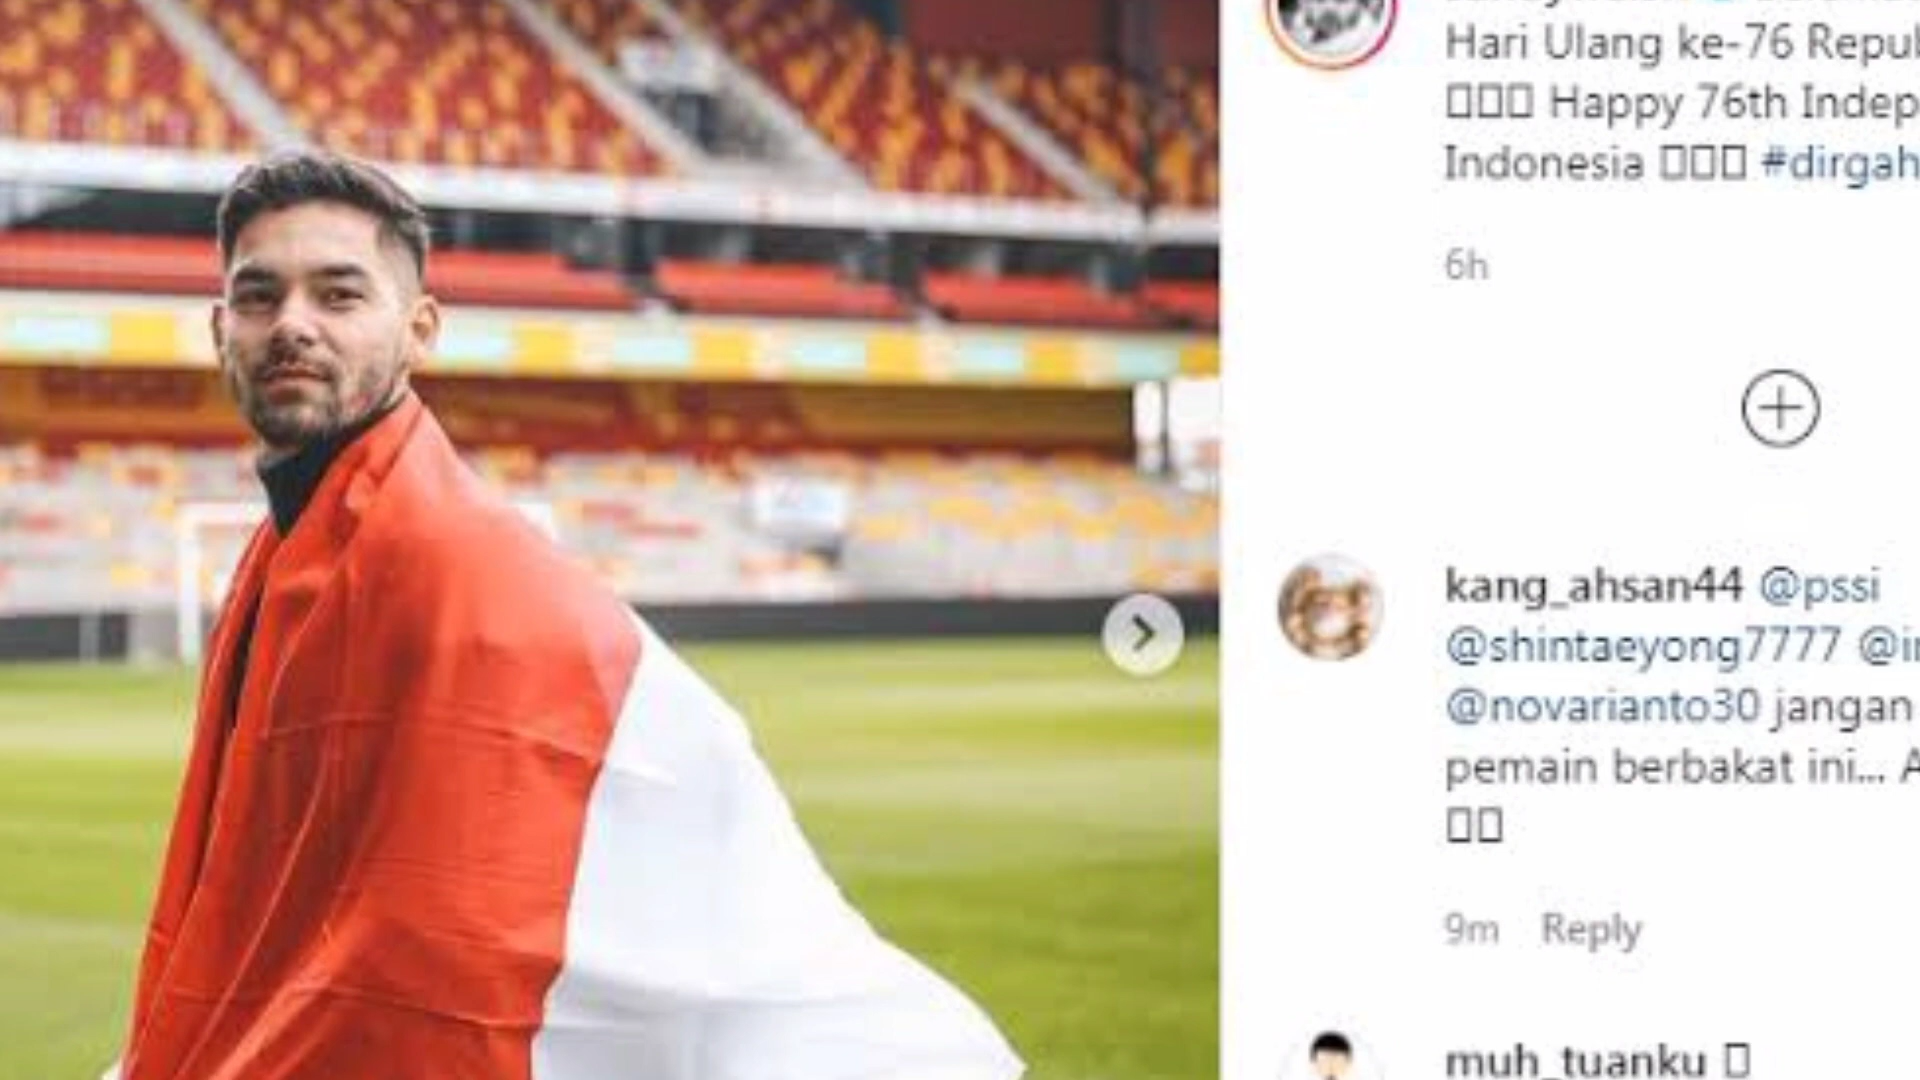 Hari Ulang ke-76 Repub
Happy 76th Indep
Indonesia #dirgah
6h
kang_ahsan44 @pssi
@shintaeyong7777
@novarianto30 jangan
pemain berbakat ini... A
9m Reply
muh_tuanku